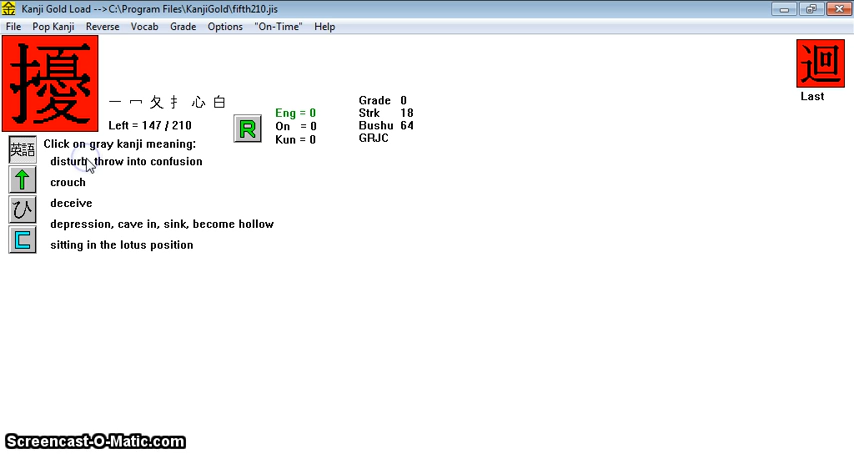 Kanji Gold Load -->C:\Program Files\KanjiGold\fifth210.jis
File Pop Kanji Reverse Vocab Grade Options "On-Time" Help
擾
迴
Last
一 冖 夂 扌 心 白
Left = 147 / 210
R
Eng = 0
On = 0
Kun = 0
Grade 0
Strk 18
Bushu 64
GRJC
英語
Click on gray kanji meaning:
disturb, throw into confusion
crouch
ひ
deceive
depression, cave in, sink, become hollow
sitting in the lotus position
Screencast-O-Matic.com